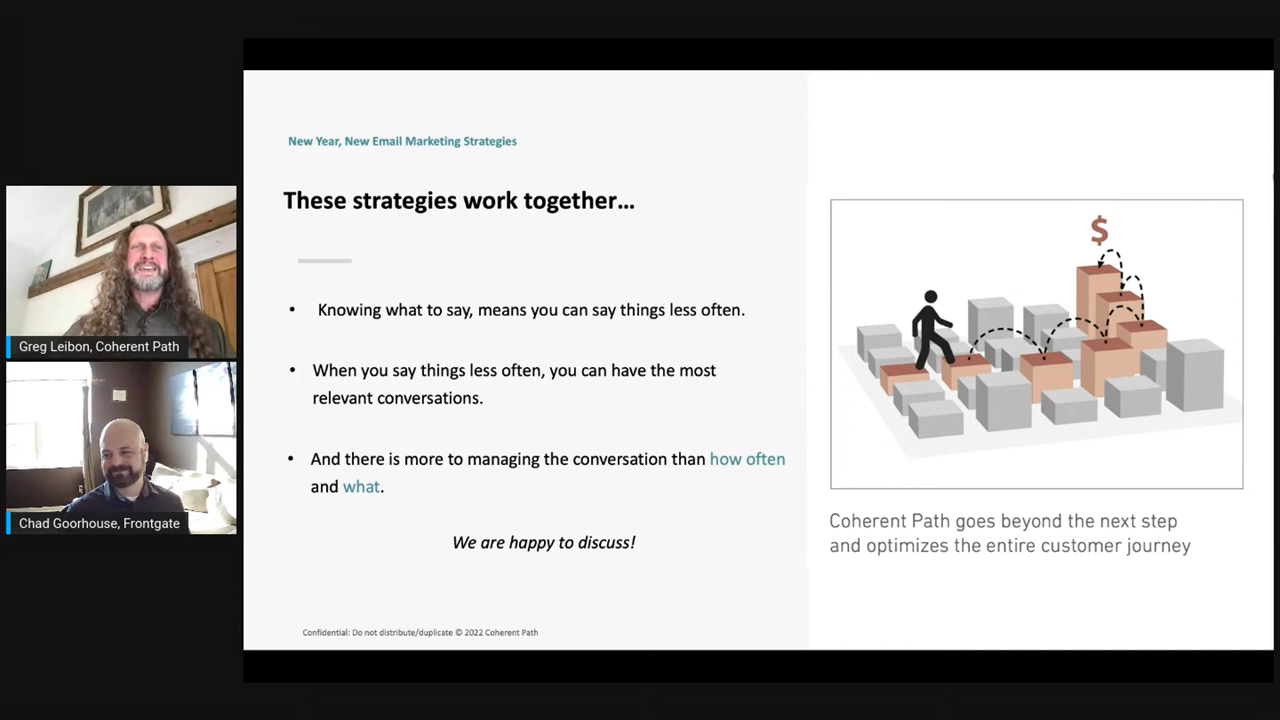 New Year, New Email Marketing Strategies
These strategies work together...
• Knowing what to say, means you can say things less often.
• When you say things less often, you can have the most
relevant conversations.
• And there is more to managing the conversation than how often
and what.
We are happy to discuss!
Confidential: Do not distribute/duplicate © 2022 Coherent Path
$
Coherent Path goes beyond the next step
and optimizes the entire customer journey
Greg Leibon, Coherent Path
Chad Goorhouse, Frontgate